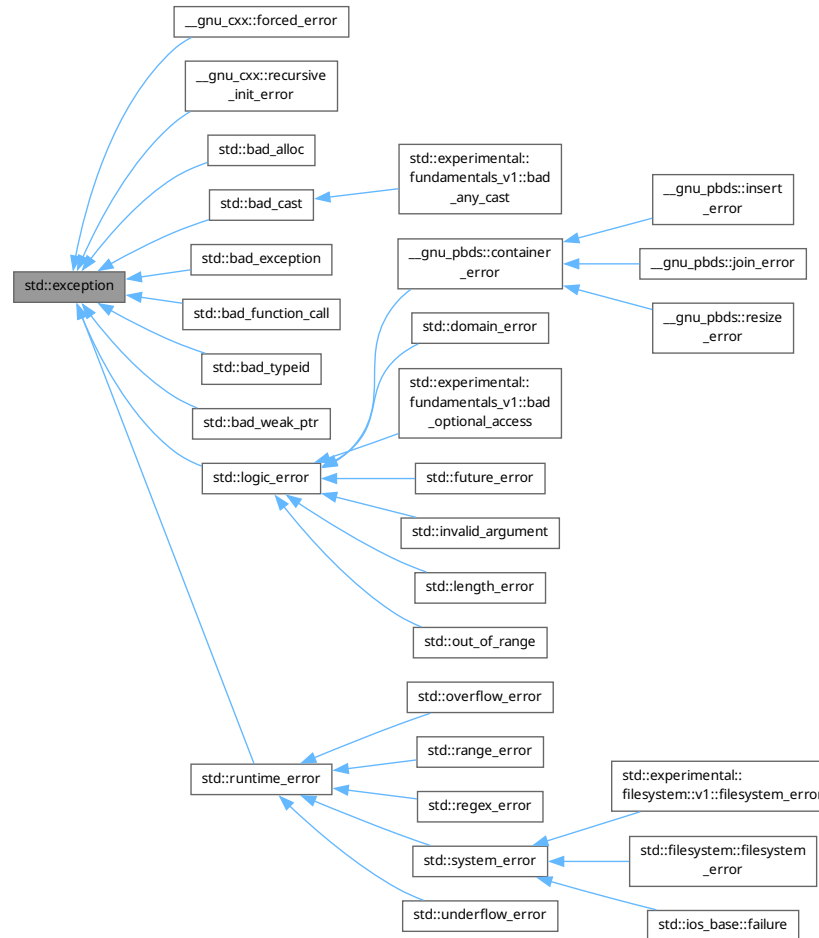 __gnu_cxx::forced_error
__gnu_cxx::recursive
_init_error
std::bad_alloc
std::experimental::
fundamentals_v1::bad
_any_cast
std::bad_cast
__gnu_pbds::insert
_error
std::bad_exception
__gnu_pbds::container
_error
__gnu_pbds::join_error
std::exception
std::bad_function_call
__gnu_pbds::resize
_error
std::domain_error
std::bad_typeid
std::experimental::
fundamentals_v1::bad
_optional_access
std::bad_weak_ptr
std::logic_error
std::future_error
std::invalid_argument
std::length_error
std::out_of_range
std::overflow_error
std::range_error
std::runtime_error
std::regex_error
std::experimental::
filesystem::v1::filesystem_error
std::system_error
std::filesystem::filesystem
_error
std::underflow_error
std::ios_base::failure